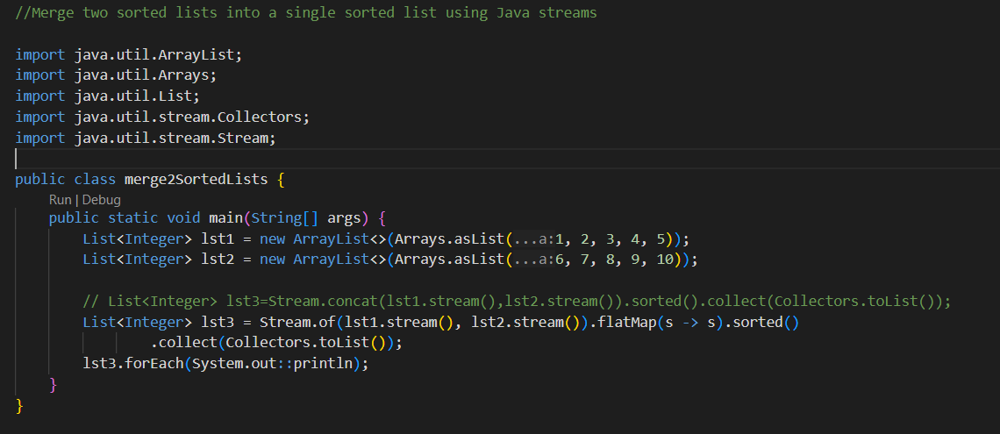 //Merge two sorted lists into a single sorted list using Java streams
import java.util.ArrayList;
import java.util.Arrays;
import java.util.List;
import java.util.stream.Collectors;
import java.util.stream.Stream;
public class merge2SortedLists {
Run | Debug
public static void main(String[] args) {
List<Integer> lst1 = new ArrayList<>(Arrays.asList(...a:1, 2, 3, 4, 5));
List<Integer> lst2 = new ArrayList<>(Arrays.asList(...a:6, 7, 8, 9, 10));
// List<Integer> lst3=Stream.concat(lst1.stream(),lst2.stream()).sorted().collect(Collectors.toList());
List<Integer> lst3 = Stream.of(lst1.stream(), lst2.stream()).flatMap(s -> s).sorted()
.collect(Collectors.toList());
lst3.forEach(System.out::println);
}
}